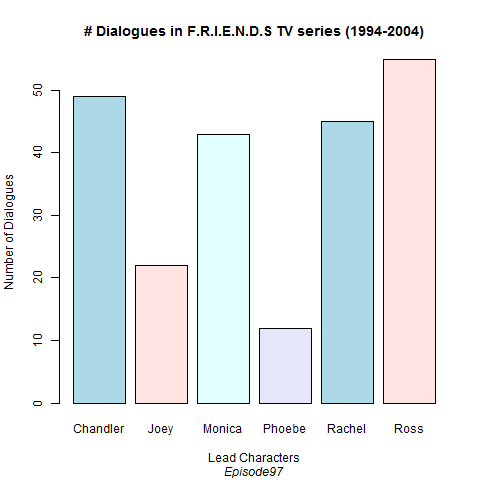 # Dialogues in F.R.I.E.N.D.S TV series (1994-2004)
Number of Dialogues
50
40
30
20
10
0
Chandler Joey Monica Phoebe Rachel Ross
Lead Characters
Episode97